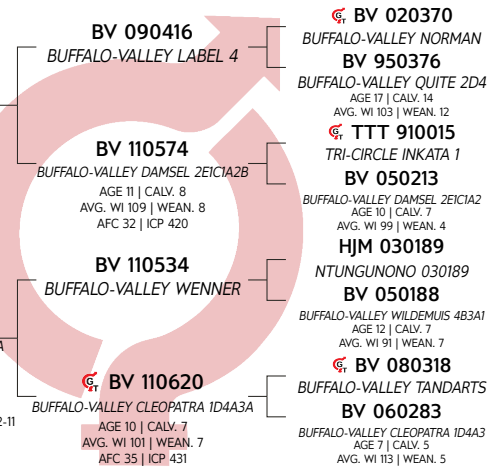 BV 090416
BUFFALO-VALLEY LABEL 4
BV 110574
BUFFALO-VALLEY DAMSEL 2E1C1A2B
AGE 11 | CALV. 8
AVG. WI 109 | WEAN. 8
AFC 32 | ICP 420
BV 110534
BUFFALO-VALLEY WENNER
A
2-11
GT BV 110620
BUFFALO-VALLEY CLEOPATRA 1D4A3A
AGE 10 | CALV. 7
AVG. WI 101 | WEAN. 7
AFC 35 | ICP 431
GT BV 020370
BUFFALO-VALLEY NORMAN
BV 950376
BUFFALO-VALLEY QUITE 2D4
AGE 17 | CALV. 14
AVG. WI 103 | WEAN. 12
GT TTT 910015
TRI-CIRCLE INKATA 1
BV 050213
BUFFALO-VALLEY DAMSEL 2E1C1A2
AGE 10 | CALV. 7
AVG. WI 99 | WEAN. 4
HJM 030189
NTUNGUNONO 030189
BV 050188
BUFFALO-VALLEY WILDEMUIS 4B3A1
AGE 12 | CALV. 7
AVG. WI 91 | WEAN. 7
GT BV 080318
BUFFALO-VALLEY TANDARTS
BV 060283
BUFFALO-VALLEY CLEOPATRA 1D4A3
AGE 7 | CALV. 5
AVG. WI 113 | WEAN. 5